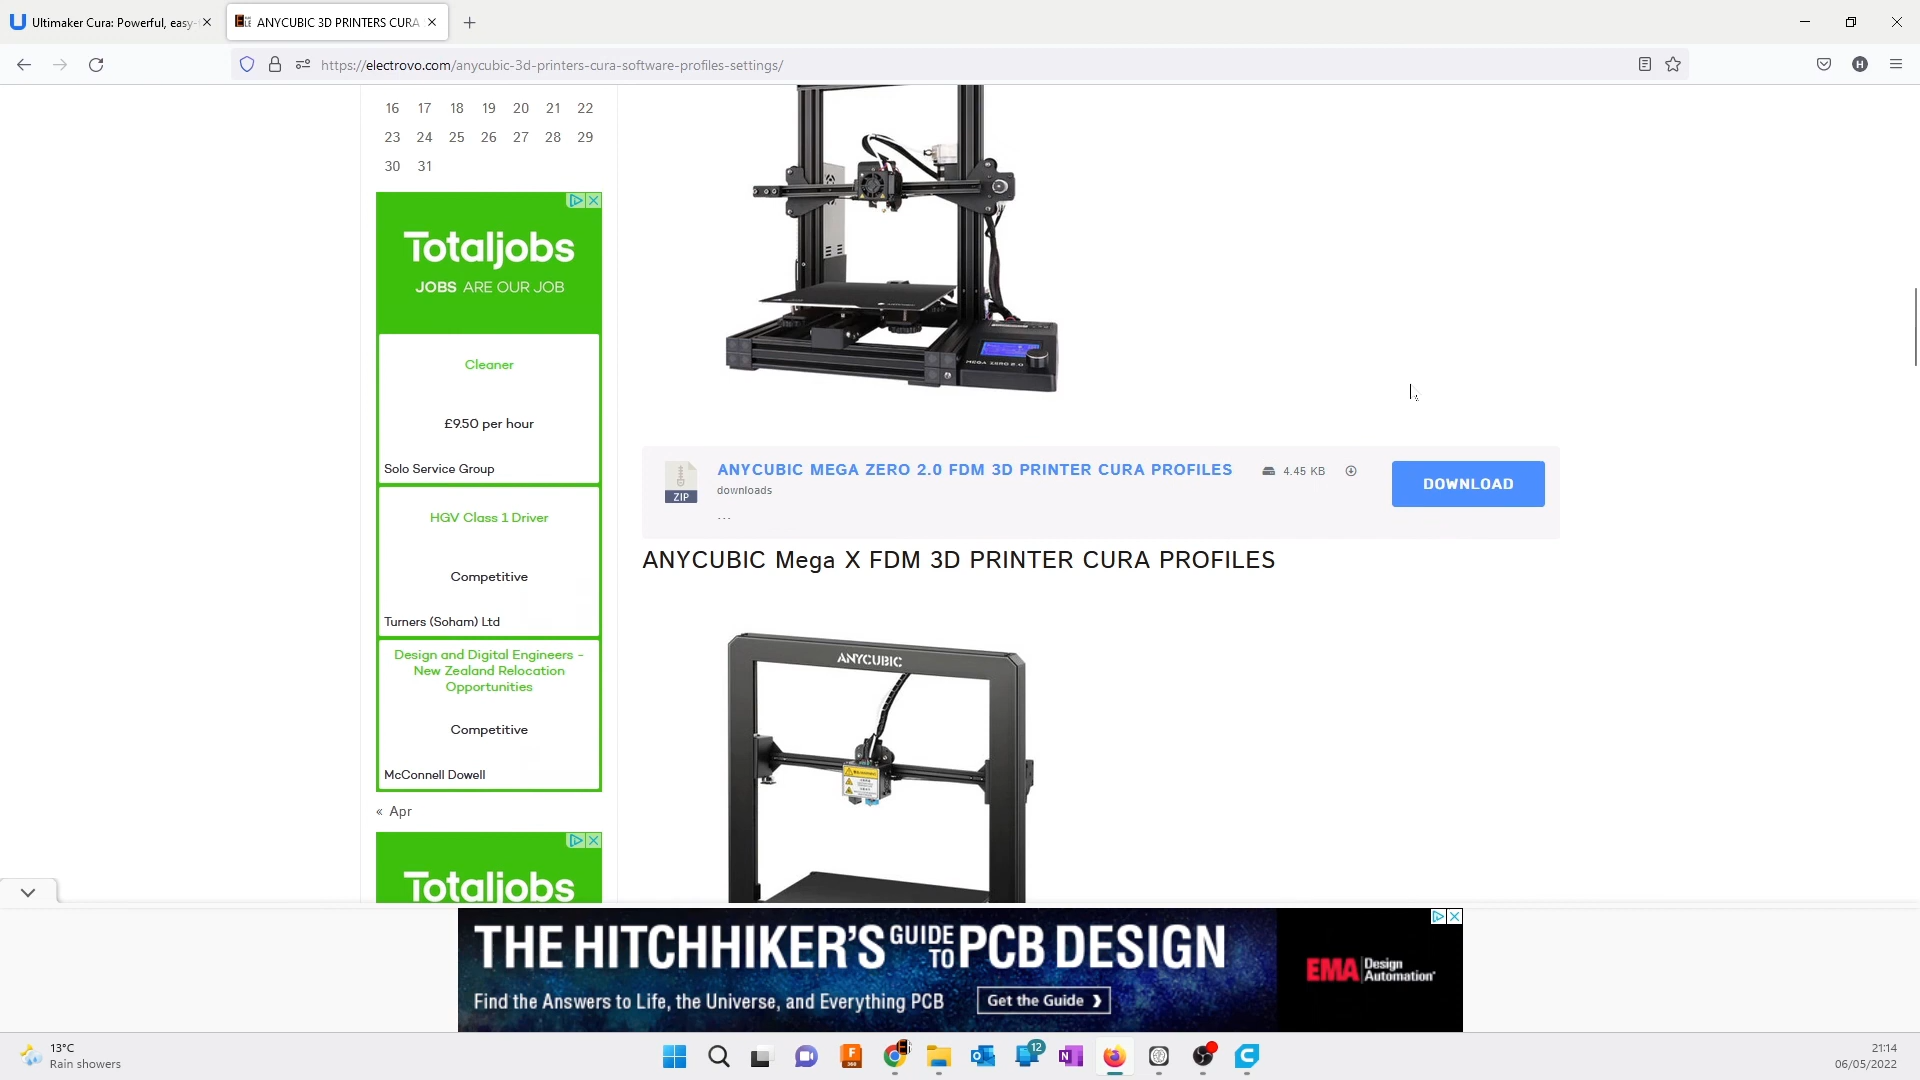 Ultimaker Cura: Powerful, easy-
ANYCUBIC 3D PRINTERS CURA
https://electrovo.com/anycubic-3d-printers-cura-software-profiles-settings/
H
16 17 18 19 20 21 22
23 24 25 26 27 28 29
30 31
Totaljobs
JOBS ARE OUR JOB
Cleaner
£9.50 per hour
Solo Service Group
HGV Class 1 Driver
Competitive
Turners (Soham) Ltd
Design and Digital Engineers -
New Zealand Relocation
Opportunities
Competitive
McConnell Dowell
« Apr
Totaljobs
MEGA ZERO 2.0
ZIP
ANYCUBIC MEGA ZERO 2.0 FDM 3D PRINTER CURA PROFILES
4.45 KB
DOWNLOAD
downloads
...
ANYCUBIC Mega X FDM 3D PRINTER CURA PROFILES
ANYCUBIC
THE HITCHHIKER'S GUIDE TO PCB DESIGN
Find the Answers to Life, the Universe, and Everything PCB
Get the Guide ❯
EMA Design Automation
13°C
Rain showers
12
21:14
06/05/2022